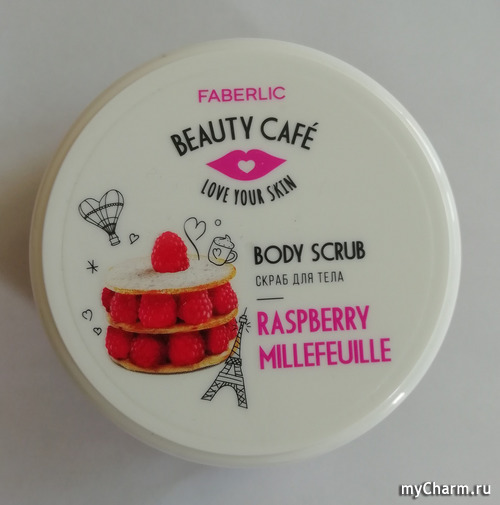 FABERLIC
BEAUTY CAFÉ
LOVE YOUR SKIN
BODY SCRUB
СКРАБ ДЛЯ ТЕЛА
RASPBERRY
MILLEFEUILLE
myCharm.ru